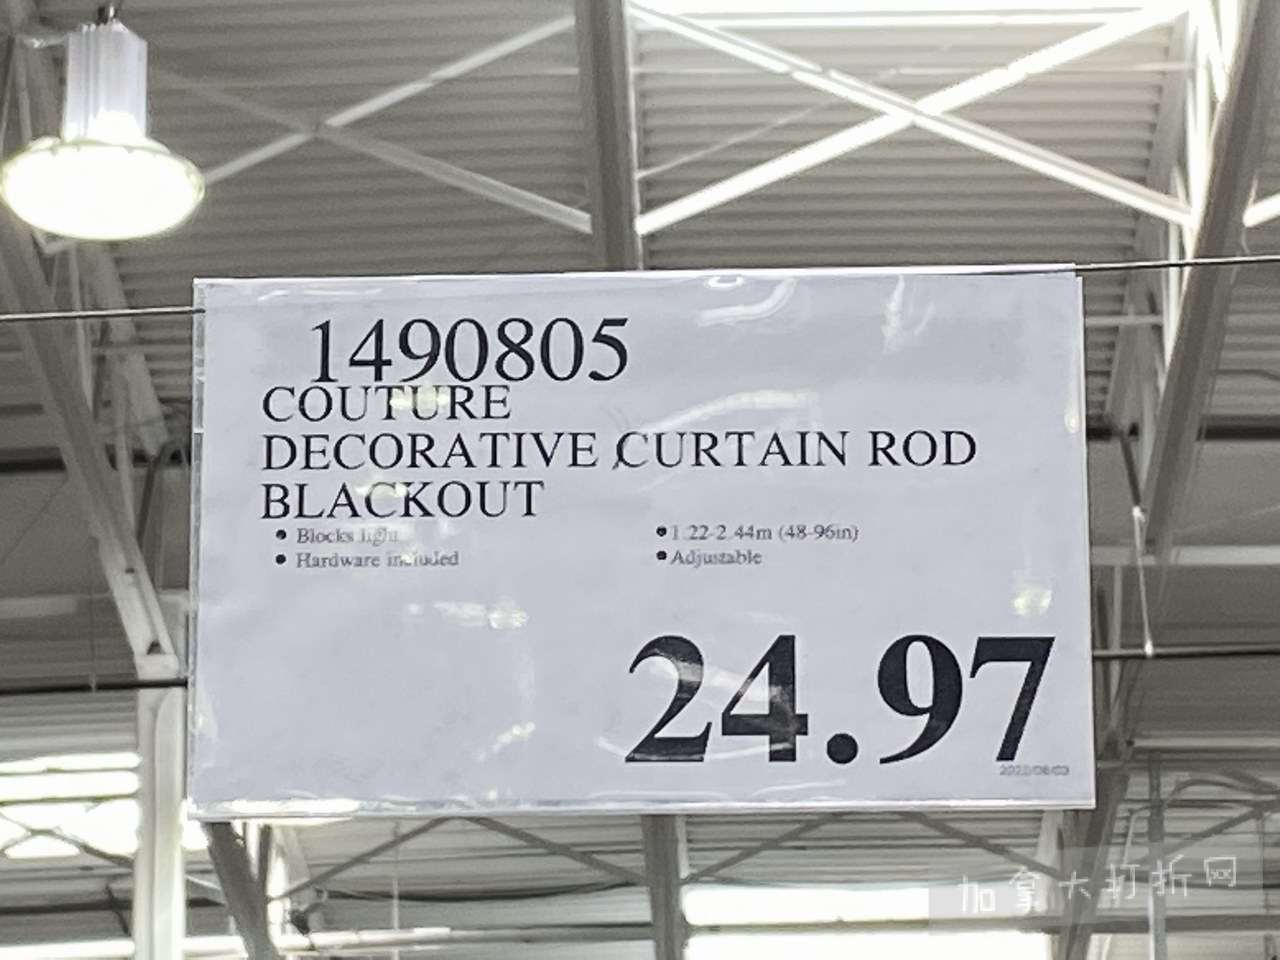 1490805
COUTURE
DECORATIVE CURTAIN ROD
BLACKOUT
• Blocks light
• Hardware included
• 1.22-2.44m (48-96in)
• Adjustable
24.97
加拿大打折网